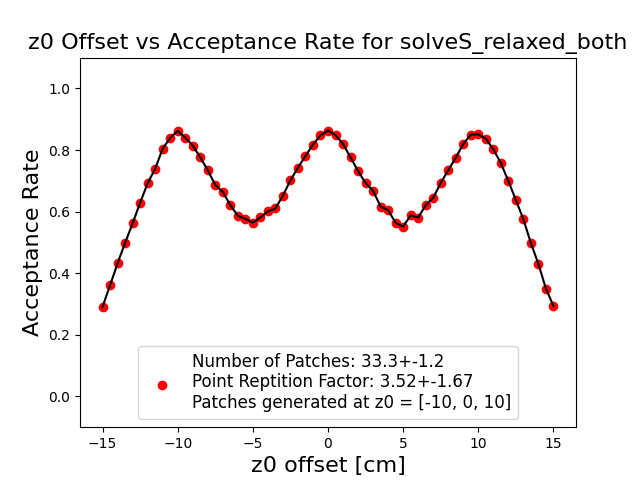 z0 Offset vs Acceptance Rate for solveS_relaxed_both
Acceptance Rate
1.0
0.8
0.6
0.4
0.2
0.0
Number of Patches: 33.3+-1.2
Point Reptition Factor: 3.52+-1.67
Patches generated at z0 = [-10, 0, 10]
−15
−10
−5
0
5
10
15
z0 offset [cm]